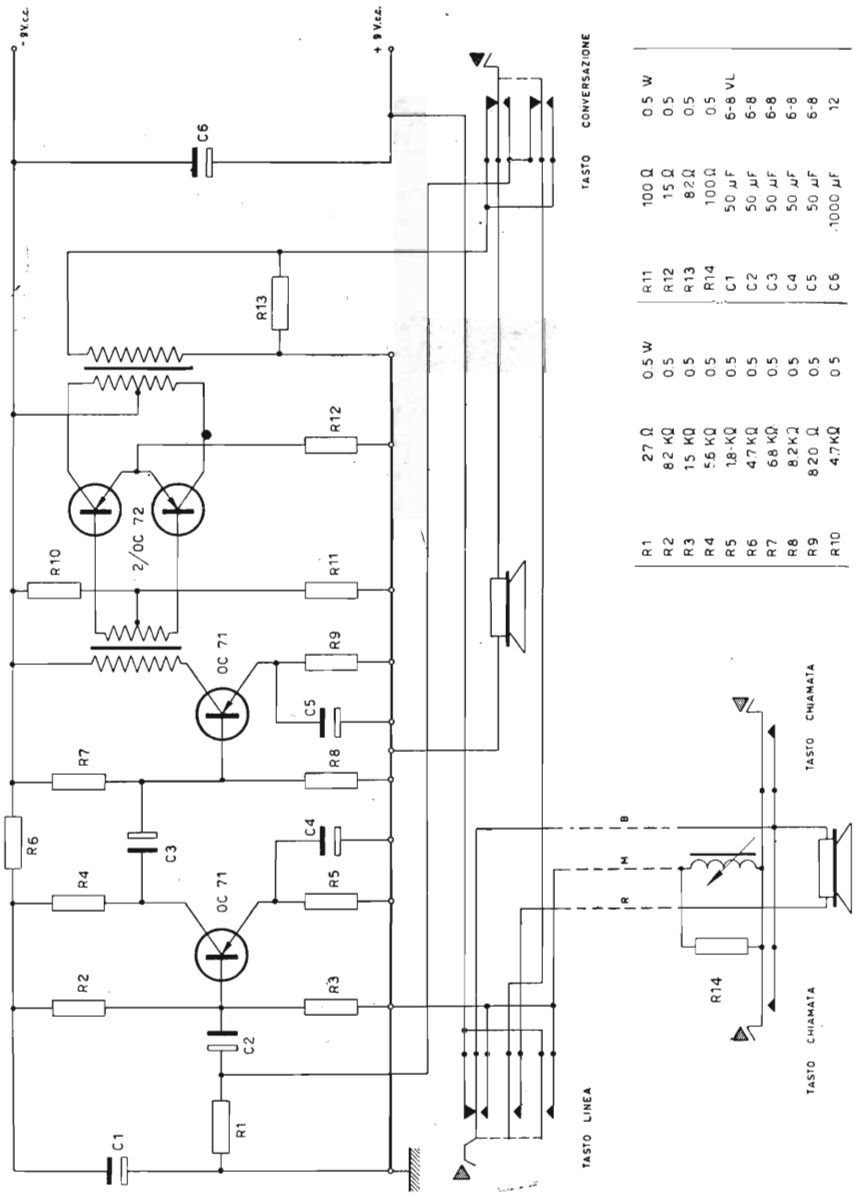 - 9 V.c.c.
C1
R2
R4
R6
R7
R10
2/OC 72
C6
C3
OC 71
OC 71
R13
R1
C2
R3
R5
C4
R8
C5
R9
R11
R12
+ 9 V.c.c.
TASTO LINEA
TASTO CONVERSAZIONE
R
M
B
R14
TASTO CHIAMATA
TASTO CHIAMATA
R1 27 Ω 0.5 W
R2 82 KΩ 0.5
R3 15 KΩ 0.5
R4 5.6 KΩ 0.5
R5 1.8-KΩ 0.5
R6 4.7 KΩ 0.5
R7 68 KΩ 0.5
R8 8.2 KΩ 0.5
R9 820 Ω 0.5
R10 4.7 KΩ 0.5
R11 100 Ω 0.5 W
R12 15 Ω 0.5
R13 8.2 Ω 0.5
R14 100 Ω 0.5
C1 50 µF 6-8 VL
C2 50 µF 6-8
C3 50 µF 6-8
C4 50 µF 6-8
C5 50 µF 6-8
C6 1000 µF 12